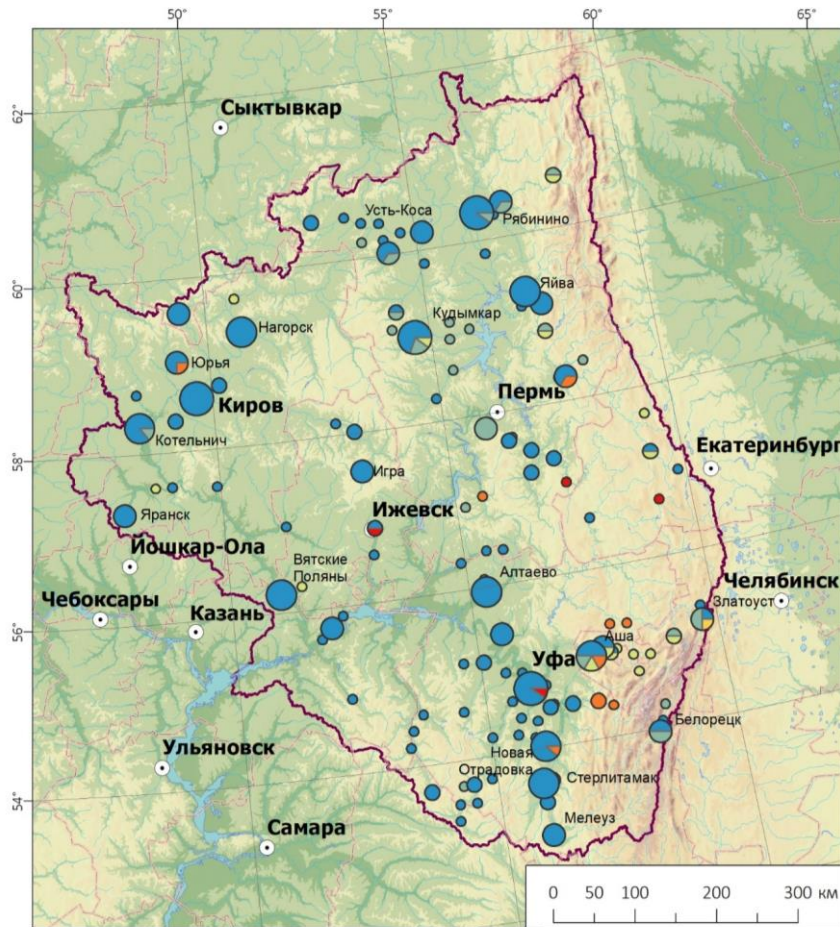 50°
55°
60°
65°
62°
Сыктывкар
Усть-Коса
Рябинино
60°
Яйва
Нагорск
Кудымкар
Юрья
Киров
Пермь
Котельнич
Екатеринбург
58°
Игра
Яранск
Ижевск
Йошкар-Ола
Вятские
Поляны
Алтаево
Челябинск
Чебоксары
Казань
Златоуст
56°
Аша
Уфа
Белорецк
Ульяновск
Новая
Отрадовка
Стерлитамак
54°
Мелеуз
Самара
0 50 100 200 300 км